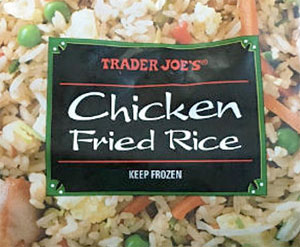 TRADER JOE'S®
Chicken
Fried Rice
KEEP FROZEN